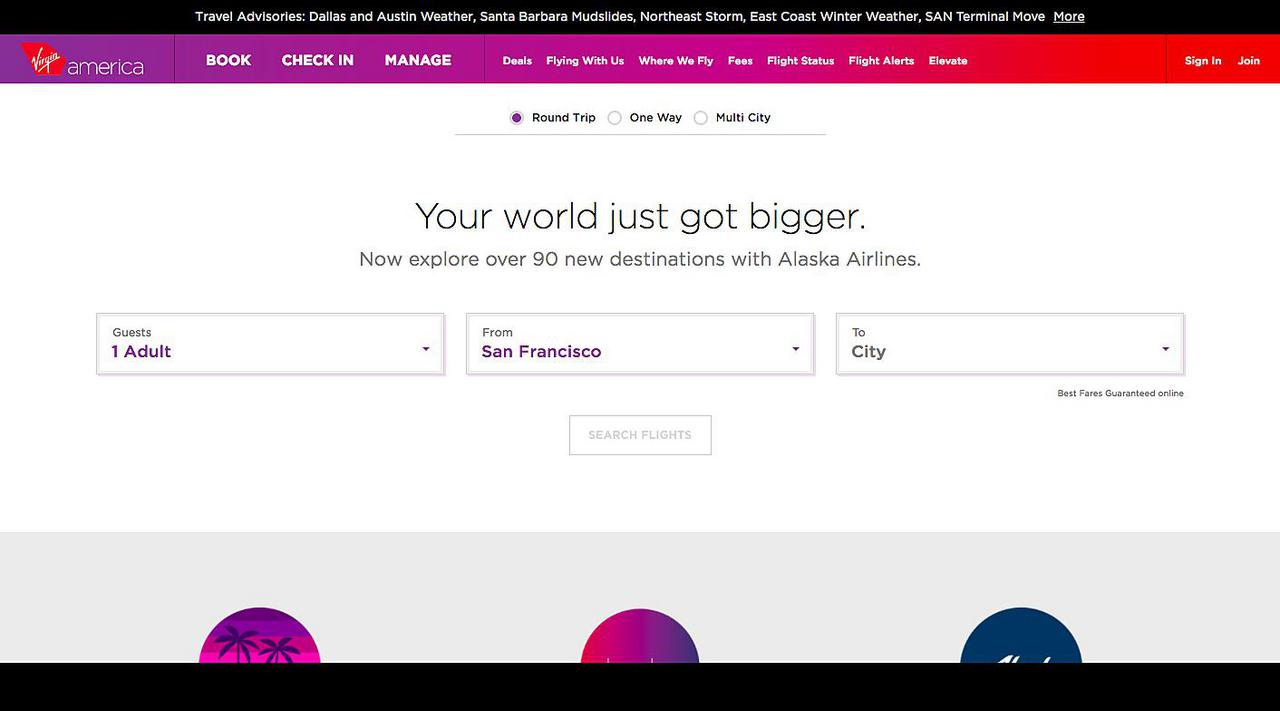 Travel Advisories: Dallas and Austin Weather, Santa Barbara Mudslides, Northeast Storm, East Coast Winter Weather, SAN Terminal Move More
Virgin america BOOK CHECK IN MANAGE Deals Flying With Us Where We Fly Fees Flight Status Flight Alerts Elevate Sign In Join
Round Trip One Way Multi City
Your world just got bigger.
Now explore over 90 new destinations with Alaska Airlines.
Guests From To
1 Adult San Francisco City
Best Fares Guaranteed online
SEARCH FLIGHTS